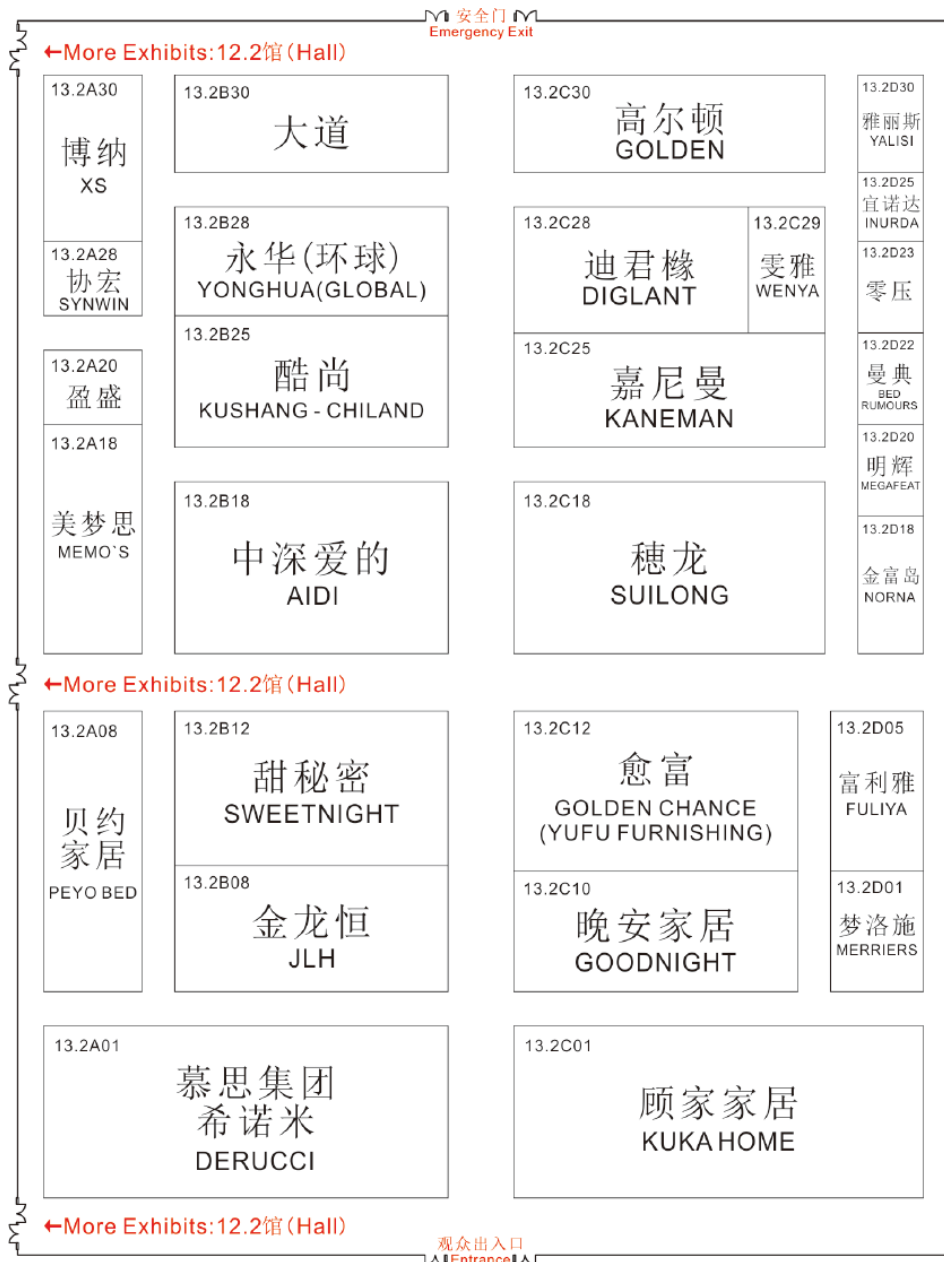 安全门
Emergency Exit
←More Exhibits:12.2馆(Hall)
13.2A30
博纳
XS
13.2B30
大道
13.2C30
高尔顿
GOLDEN
13.2D30
雅丽斯
YALISI
13.2D25
宜诺达
INURDA
13.2A28
协宏
SYNWIN
13.2B28
永华(环球)
YONGHUA(GLOBAL)
13.2C28
迪君橼
DIGLANT
13.2C29
雯雅
WENYA
13.2D23
零压
13.2B25
酷尚
KUSHANG - CHILAND
13.2C25
嘉尼曼
KANEMAN
13.2D22
曼典
BED
RUMOURS
13.2A20
盈盛
13.2D20
明辉
MEGAFEAT
13.2A18
美梦思
MEMO`S
13.2B18
中深爱的
AIDI
13.2C18
穗龙
SUILONG
13.2D18
金富岛
NORNA
←More Exhibits:12.2馆(Hall)
13.2A08
贝约
家居
PEYO BED
13.2B12
甜秘密
SWEETNIGHT
13.2C12
愈富
GOLDEN CHANCE
(YUFU FURNISHING)
13.2D05
富利雅
FULIYA
13.2B08
金龙恒
JLH
13.2C10
晚安家居
GOODNIGHT
13.2D01
梦洛施
MERRIERS
13.2A01
慕思集团
希诺米
DERUCCI
13.2C01
顾家家居
KUKA HOME
←More Exhibits:12.2馆(Hall)
观众出入口
Entrance